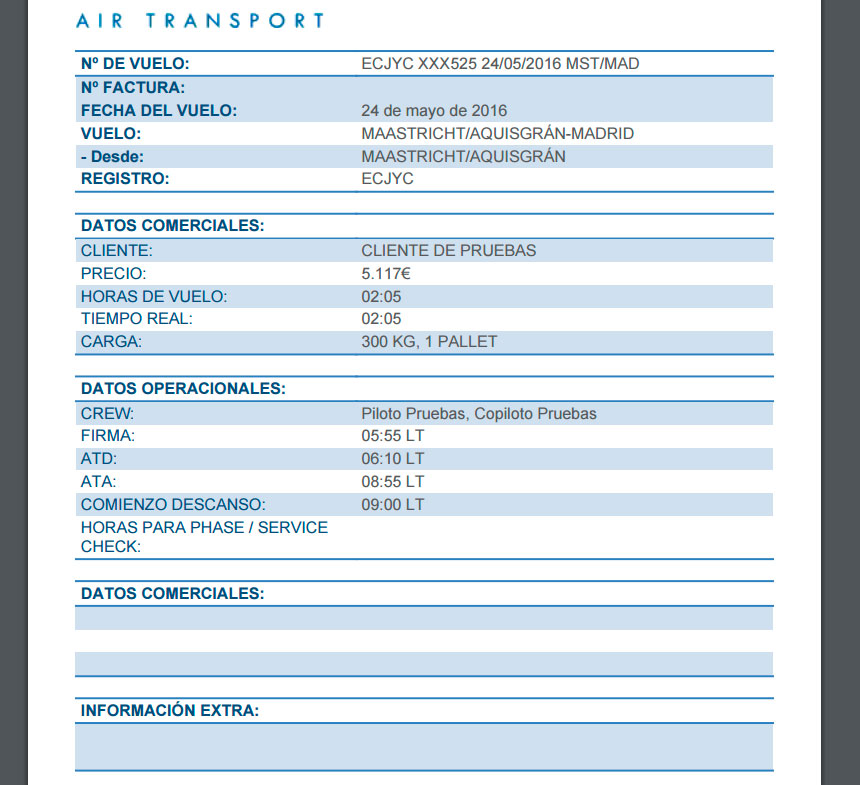 AIR TRANSPORT
Nº DE VUELO: ECJYC XXX525 24/05/2016 MST/MAD
Nº FACTURA:
FECHA DEL VUELO: 24 de mayo de 2016
VUELO: MAASTRICHT/AQUISGRÁN-MADRID
- Desde: MAASTRICHT/AQUISGRÁN
REGISTRO: ECJYC
DATOS COMERCIALES:
CLIENTE: CLIENTE DE PRUEBAS
PRECIO: 5.117€
HORAS DE VUELO: 02:05
TIEMPO REAL: 02:05
CARGA: 300 KG, 1 PALLET
DATOS OPERACIONALES:
CREW: Piloto Pruebas, Copiloto Pruebas
FIRMA: 05:55 LT
ATD: 06:10 LT
ATA: 08:55 LT
COMIENZO DESCANSO: 09:00 LT
HORAS PARA PHASE / SERVICE
CHECK:
DATOS COMERCIALES:
INFORMACIÓN EXTRA: